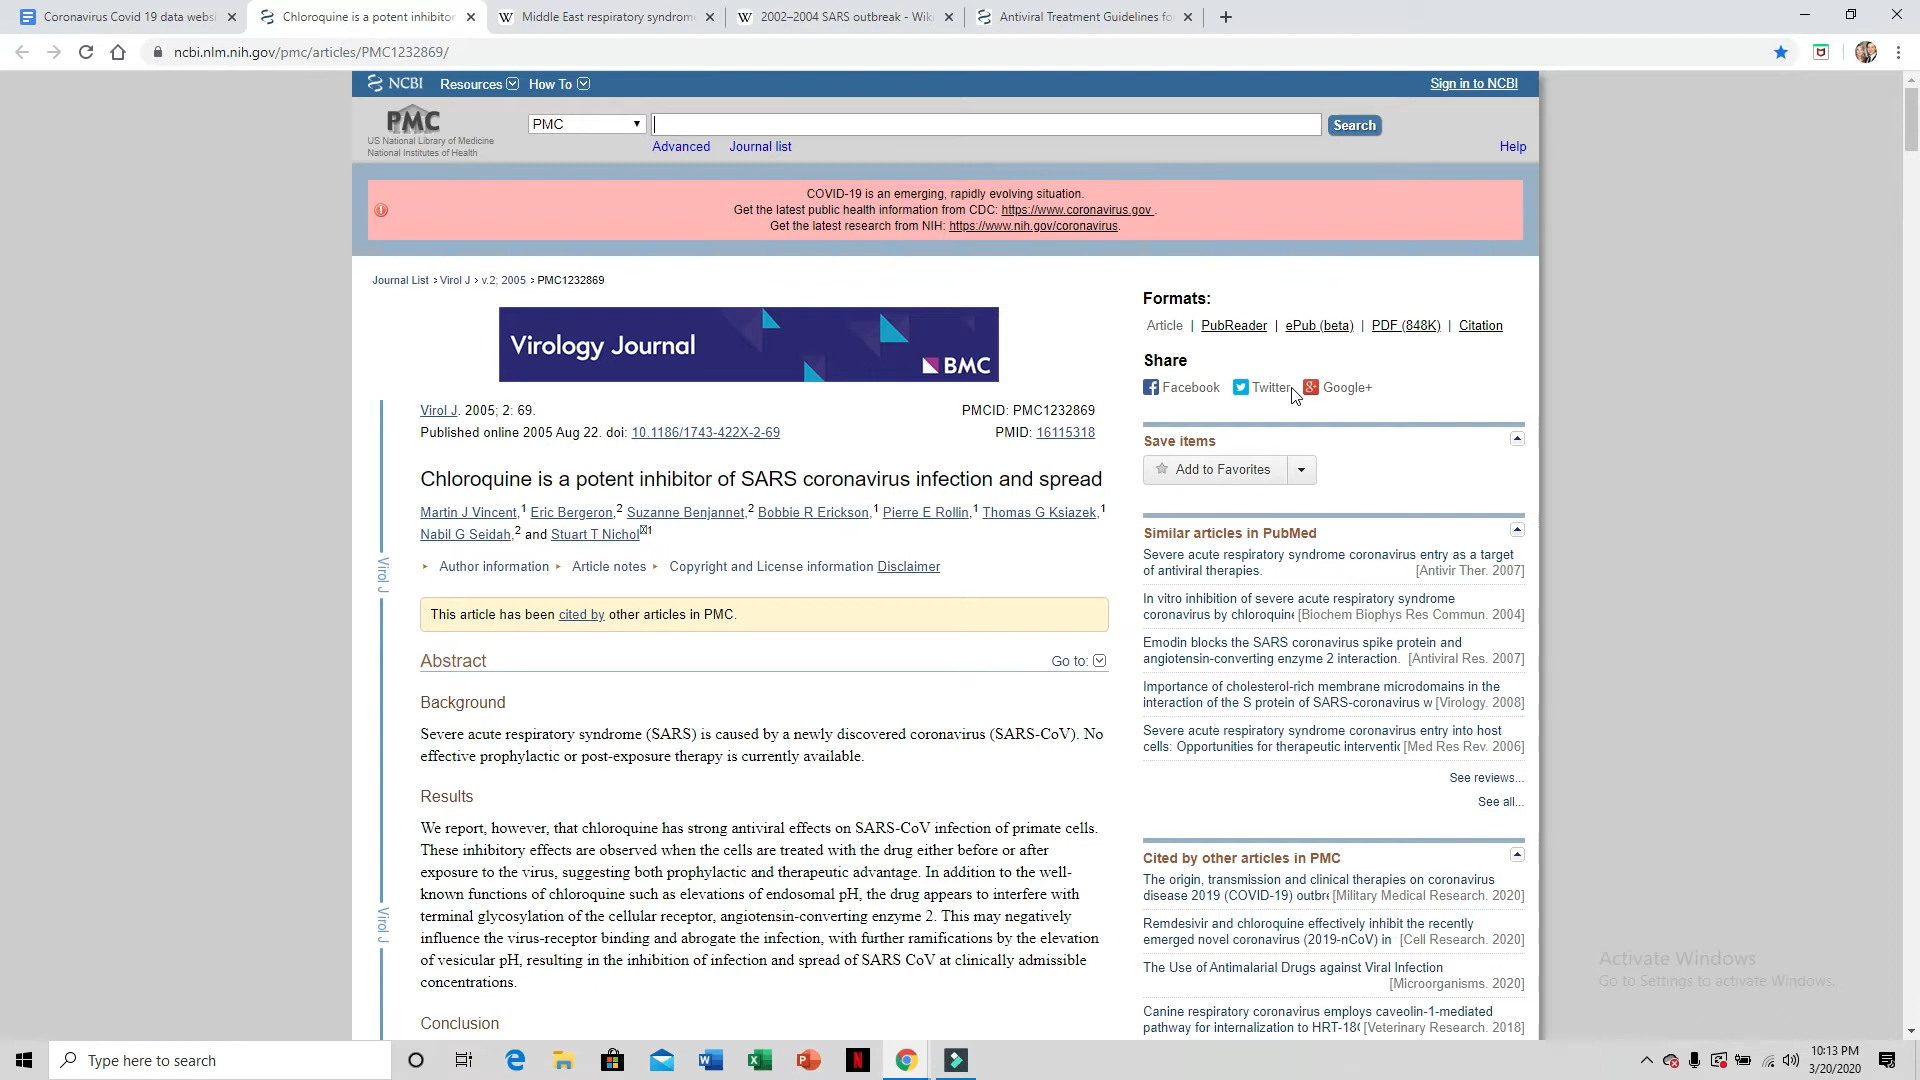 Coronavirus Covid 19 data websi
Chloroquine is a potent inhibitor
Middle East respiratory syndrome
2002–2004 SARS outbreak - Wik
Antiviral Treatment Guidelines fo
ncbi.nlm.nih.gov/pmc/articles/PMC1232869/
NCBI Resources How To
Sign in to NCBI
PMC
US National Library of Medicine
National Institutes of Health
PMC
Search
Advanced Journal list
Help
COVID-19 is an emerging, rapidly evolving situation.
Get the latest public health information from CDC: https://www.coronavirus.gov .
Get the latest research from NIH: https://www.nih.gov/coronavirus.
Journal List > Virol J > v.2; 2005 > PMC1232869
Virology Journal
BMC
Virol J. 2005; 2: 69.
PMCID: PMC1232869
Published online 2005 Aug 22. doi: 10.1186/1743-422X-2-69
PMID: 16115318
Chloroquine is a potent inhibitor of SARS coronavirus infection and spread
Martin J Vincent,1 Eric Bergeron,2 Suzanne Benjannet,2 Bobbie R Erickson,1 Pierre E Rollin,1 Thomas G Ksiazek,1
Nabil G Seidah,2 and Stuart T Nichol1
Author information Article notes Copyright and License information Disclaimer
This article has been cited by other articles in PMC.
Abstract
Go to:
Background
Severe acute respiratory syndrome (SARS) is caused by a newly discovered coronavirus (SARS-CoV). No
effective prophylactic or post-exposure therapy is currently available.
Results
We report, however, that chloroquine has strong antiviral effects on SARS-CoV infection of primate cells.
These inhibitory effects are observed when the cells are treated with the drug either before or after
exposure to the virus, suggesting both prophylactic and therapeutic advantage. In addition to the well-
known functions of chloroquine such as elevations of endosomal pH, the drug appears to interfere with
terminal glycosylation of the cellular receptor, angiotensin-converting enzyme 2. This may negatively
influence the virus-receptor binding and abrogate the infection, with further ramifications by the elevation
of vesicular pH, resulting in the inhibition of infection and spread of SARS CoV at clinically admissible
concentrations.
Conclusion
Virol J
Virol J
Formats:
Article | PubReader | ePub (beta) | PDF (848K) | Citation
Share
Facebook Twitter Google+
Save items
Add to Favorites
Similar articles in PubMed
Severe acute respiratory syndrome coronavirus entry as a target
of antiviral therapies. [Antivir Ther. 2007]
In vitro inhibition of severe acute respiratory syndrome
coronavirus by chloroquine [Biochem Biophys Res Commun. 2004]
Emodin blocks the SARS coronavirus spike protein and
angiotensin-converting enzyme 2 interaction. [Antiviral Res. 2007]
Importance of cholesterol-rich membrane microdomains in the
interaction of the S protein of SARS-coronavirus w [Virology. 2008]
Severe acute respiratory syndrome coronavirus entry into host
cells: Opportunities for therapeutic interventic [Med Res Rev. 2006]
See reviews...
See all...
Cited by other articles in PMC
The origin, transmission and clinical therapies on coronavirus
disease 2019 (COVID-19) outbre [Military Medical Research. 2020]
Remdesivir and chloroquine effectively inhibit the recently
emerged novel coronavirus (2019-nCoV) in [Cell Research. 2020]
The Use of Antimalarial Drugs against Viral Infection
[Microorganisms. 2020]
Canine respiratory coronavirus employs caveolin-1-mediated
pathway for internalization to HRT-18( [Veterinary Research. 2018]
Activate Windows
Go to Settings to activate Windows.
Type here to search
10:13 PM
3/20/2020